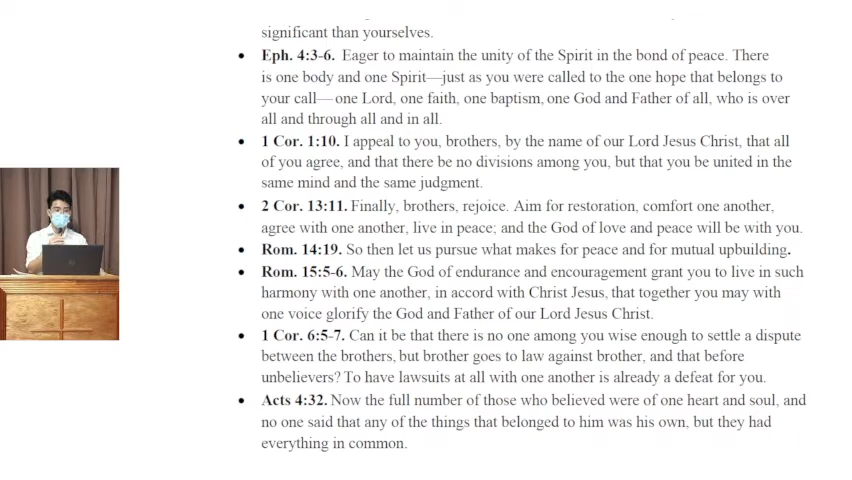 significant than yourselves.
• Eph. 4:3-6. Eager to maintain the unity of the Spirit in the bond of peace. There
is one body and one Spirit—just as you were called to the one hope that belongs to
your call— one Lord, one faith, one baptism, one God and Father of all, who is over
all and through all and in all.
• 1 Cor. 1:10. I appeal to you, brothers, by the name of our Lord Jesus Christ, that all
of you agree, and that there be no divisions among you, but that you be united in the
same mind and the same judgment.
• 2 Cor. 13:11. Finally, brothers, rejoice. Aim for restoration, comfort one another,
agree with one another, live in peace; and the God of love and peace will be with you.
• Rom. 14:19. So then let us pursue what makes for peace and for mutual upbuilding.
• Rom. 15:5-6. May the God of endurance and encouragement grant you to live in such
harmony with one another, in accord with Christ Jesus, that together you may with
one voice glorify the God and Father of our Lord Jesus Christ.
• 1 Cor. 6:5-7. Can it be that there is no one among you wise enough to settle a dispute
between the brothers, but brother goes to law against brother, and that before
unbelievers? To have lawsuits at all with one another is already a defeat for you.
• Acts 4:32. Now the full number of those who believed were of one heart and soul, and
no one said that any of the things that belonged to him was his own, but they had
everything in common.